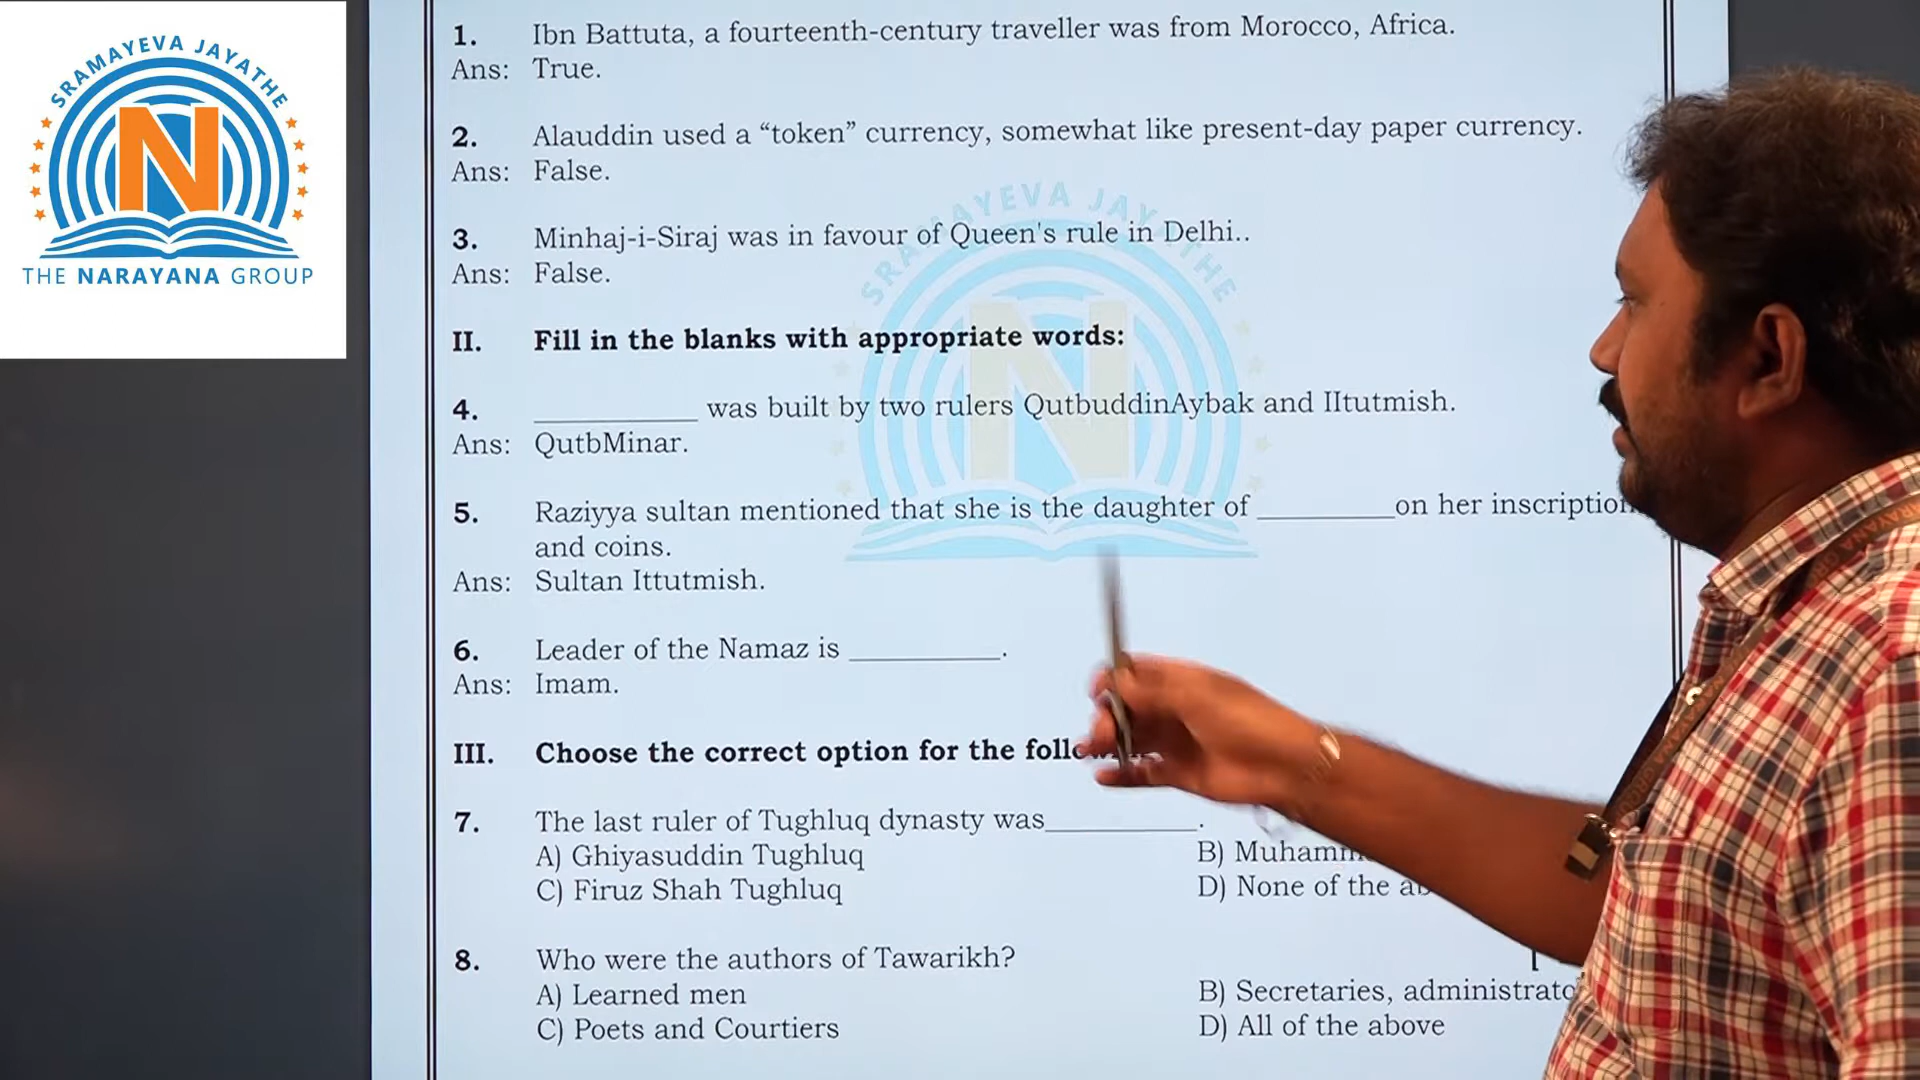 SRAMAYEVA JAYATHE
N
THE NARAYANA GROUP
1. Ibn Battuta, a fourteenth-century traveller was from Morocco, Africa.
Ans: True.
2. Alauddin used a “token” currency, somewhat like present-day paper currency.
Ans: False.
3. Minhaj-i-Siraj was in favour of Queen's rule in Delhi..
Ans: False.
SRAMAYEVA JAYATHE
N
II. Fill in the blanks with appropriate words:
4. __________ was built by two rulers QutbuddinAybak and IItutmish.
Ans: QutbMinar.
5. Raziyya sultan mentioned that she is the daughter of _________on her inscription
and coins.
Ans: Sultan Ittutmish.
6. Leader of the Namaz is __________.
Ans: Imam.
III. Choose the correct option for the
7. The last ruler of Tughluq dynasty was__________.
A) Ghiyasuddin Tughluq B)
C) Firuz Shah Tughluq D) None of the
8. Who were the authors of Tawarikh?
A) Learned men B) Secretaries,
C) Poets and Courtiers D) All of the above